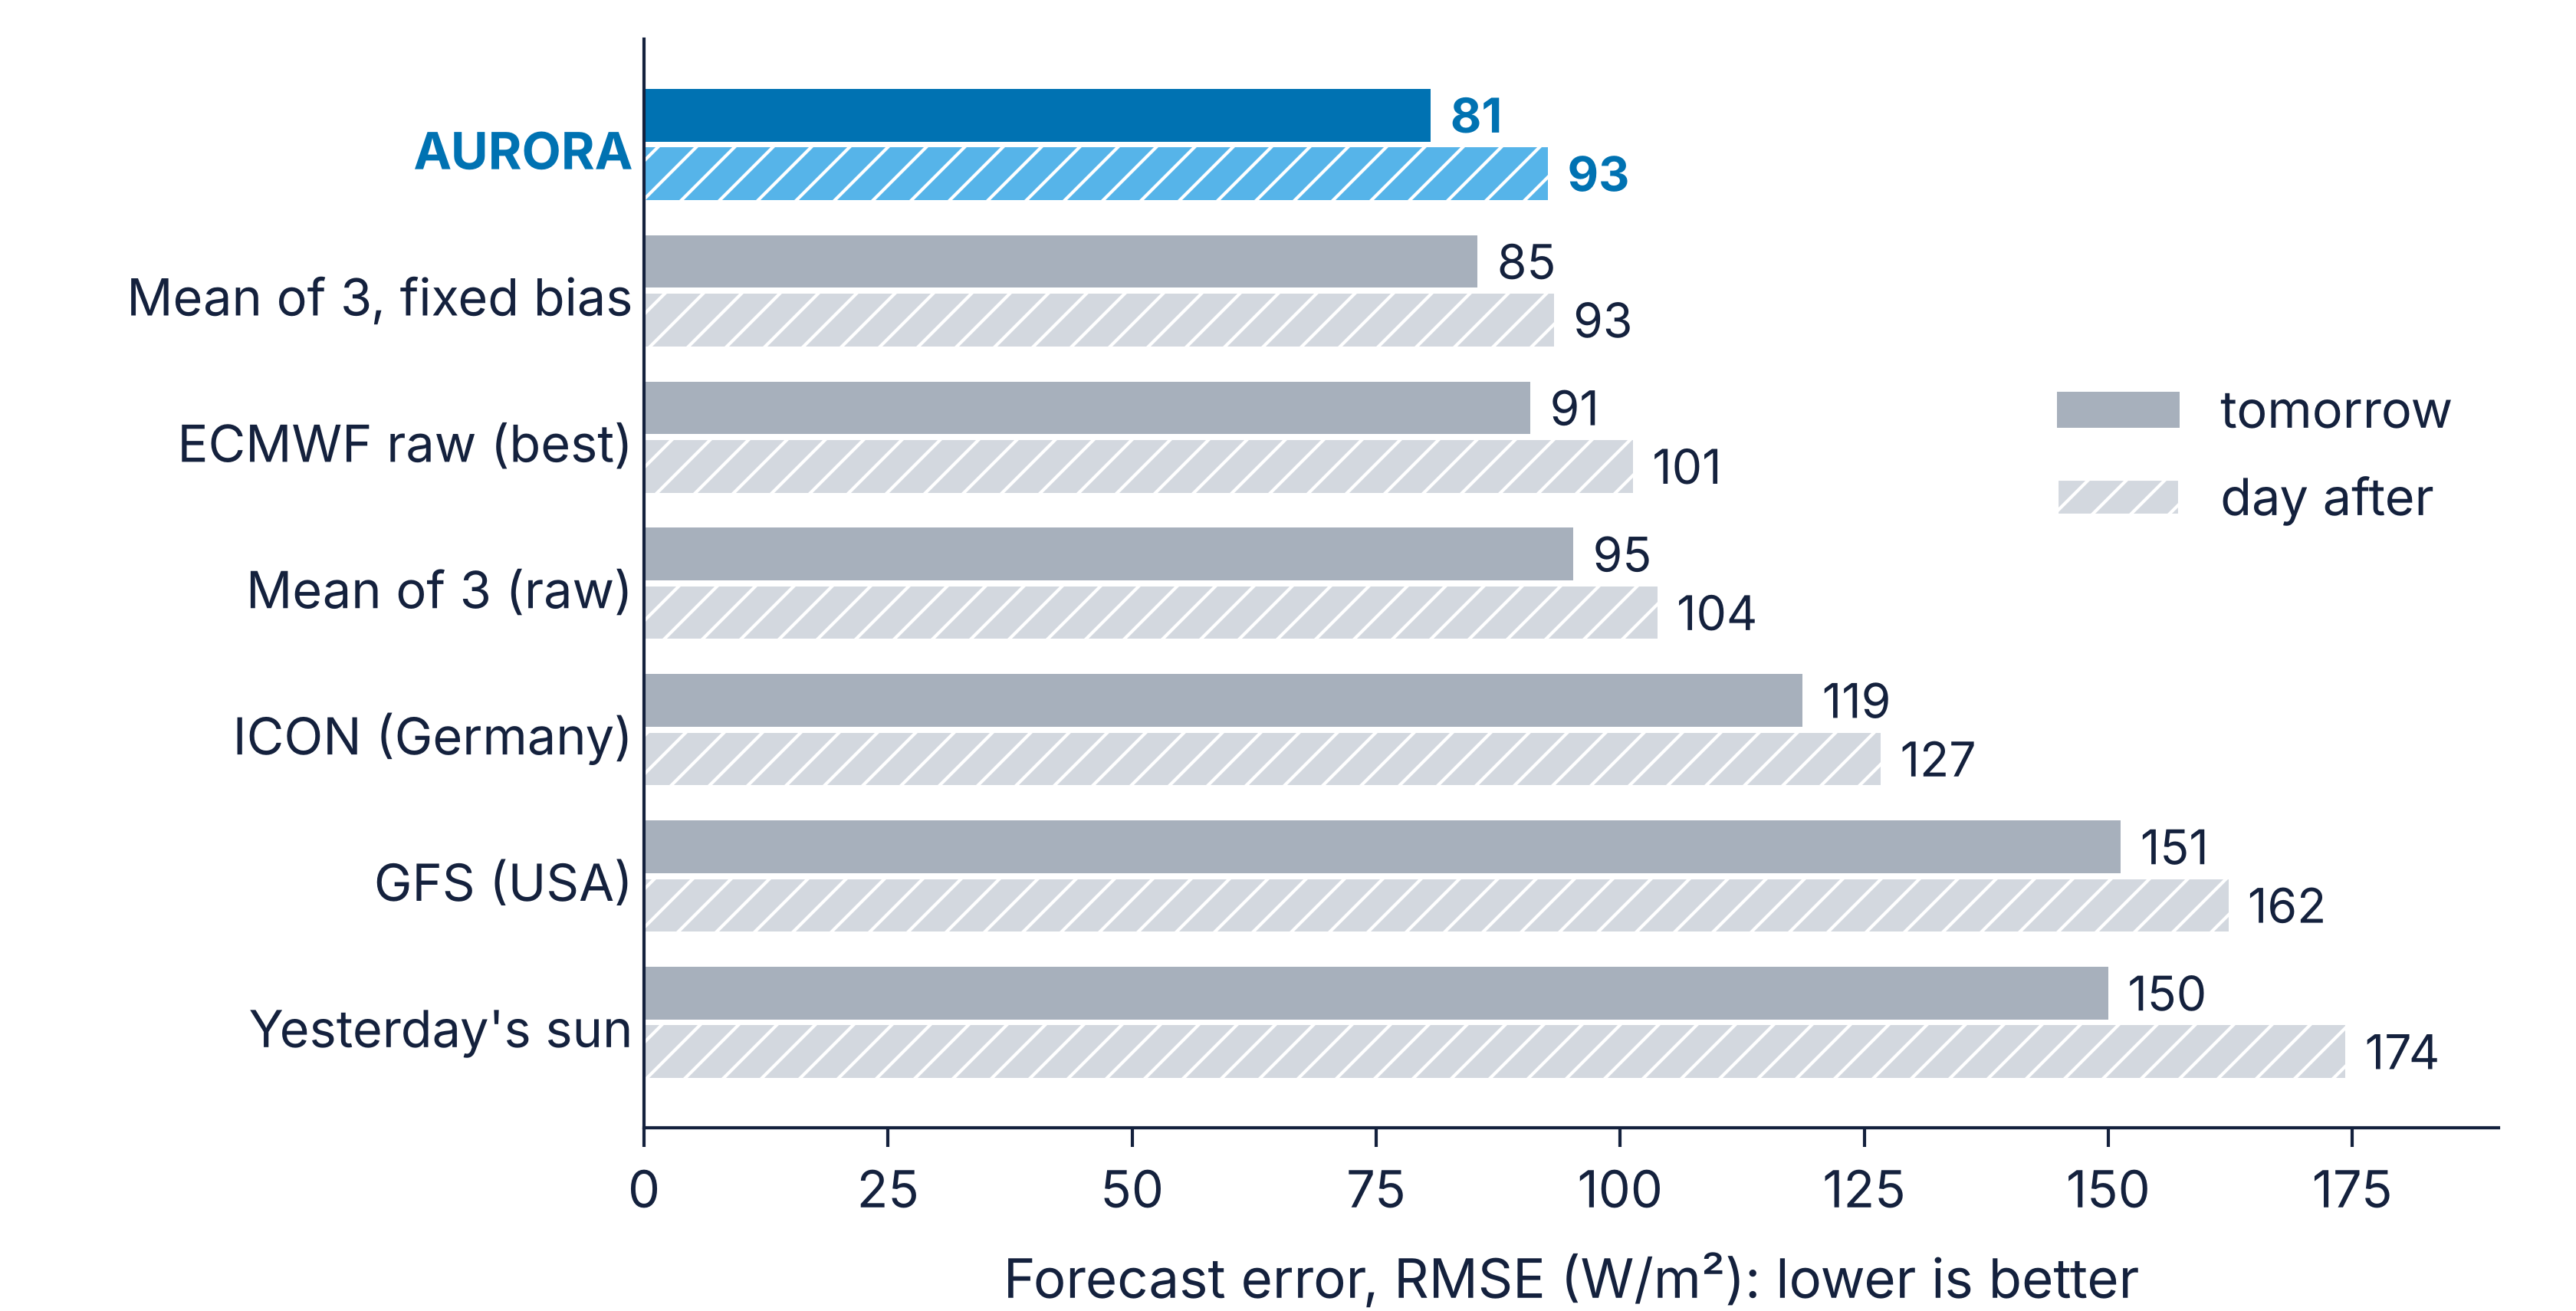 AURORA
81
93
Mean of 3, fixed bias
85
93
ECMWF raw (best)
91
101
tomorrow
day after
Mean of 3 (raw)
95
104
ICON (Germany)
119
127
GFS (USA)
151
162
Yesterday's sun
150
174
0 25 50 75 100 125 150 175
Forecast error, RMSE (W/m²): lower is better